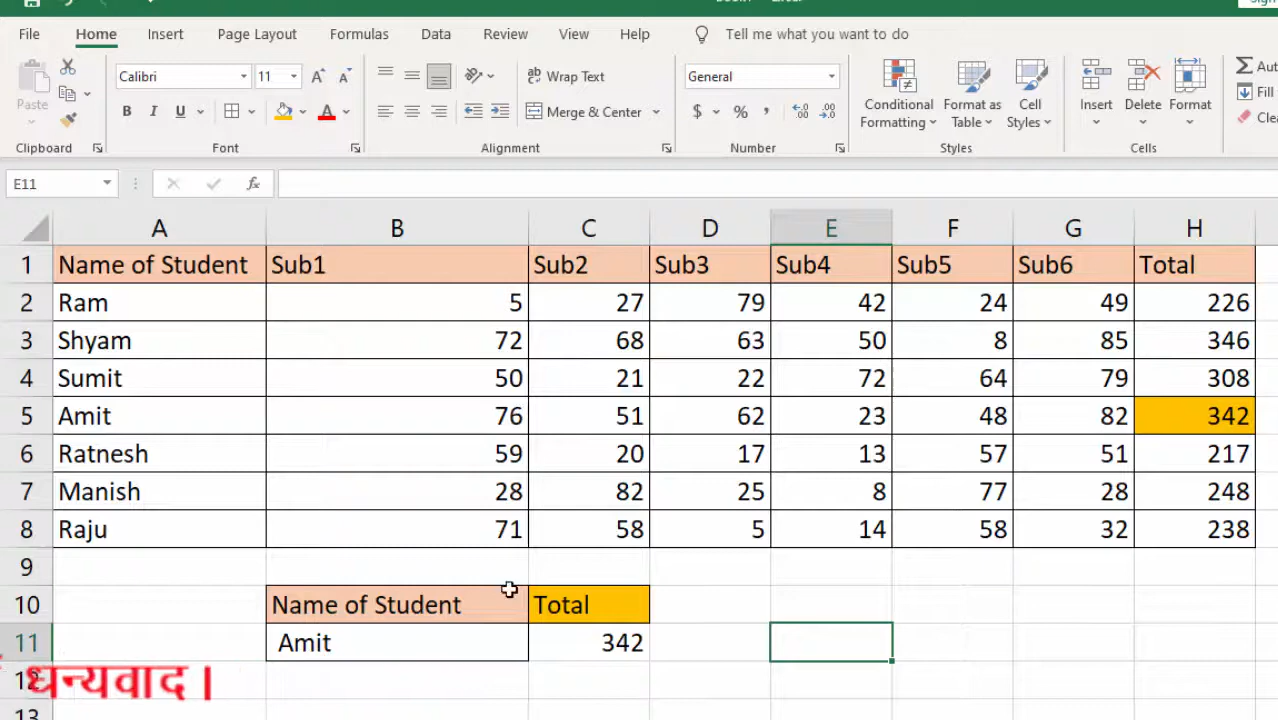 File Home Insert Page Layout Formulas Data Review View Help Tell me what you want to do
Paste
Calibri 11
B I U A
ab Wrap Text
Merge & Center
General
$ % ,
Conditional Formatting
Format as Table
Cell Styles
Insert Delete Format
Fill
Clipboard Font Alignment Number Styles Cells
E11 fx
A B C D E F G H
1 Name of Student Sub1 Sub2 Sub3 Sub4 Sub5 Sub6 Total
2 Ram 5 27 79 42 24 49 226
3 Shyam 72 68 63 50 8 85 346
4 Sumit 50 21 22 72 64 79 308
5 Amit 76 51 62 23 48 82 342
6 Ratnesh 59 20 17 13 57 51 217
7 Manish 28 82 25 8 77 28 248
8 Raju 71 58 5 14 58 32 238
9
10 Name of Student Total
11 Amit 342
12 धन्यवाद।
13